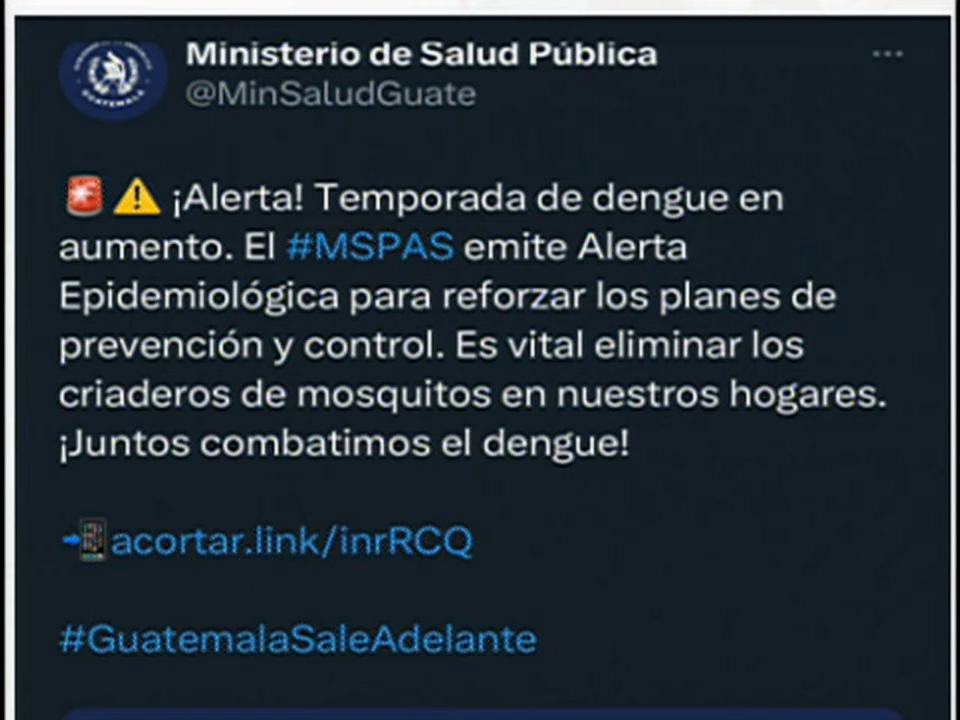 Ministerio de Salud Pública
@MinSaludGuate
🚨⚠️ ¡Alerta! Temporada de dengue en
aumento. El #MSPAS emite Alerta
Epidemiológica para reforzar los planes de
prevención y control. Es vital eliminar los
criaderos de mosquitos en nuestros hogares.
¡Juntos combatimos el dengue!
📲acortar.link/inrRCQ
#GuatemalaSaleAdelante